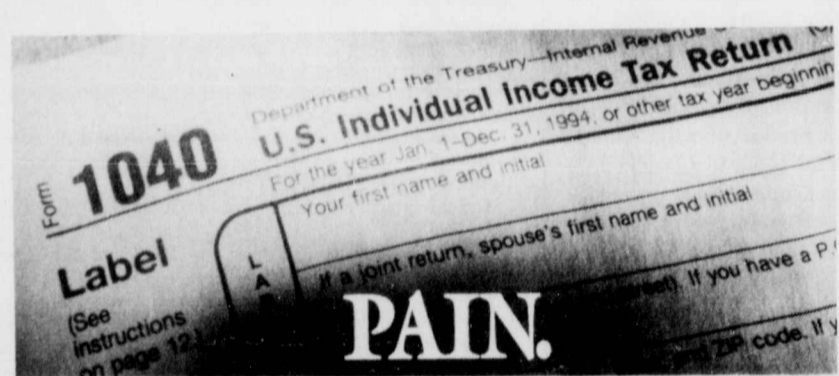 Department of the Treasury—Internal Revenue
Form 1040 U.S. Individual Income Tax Return
For the year Jan. 1–Dec. 31, 1994, or other tax year beginnin
Your first name and initial
Label
(See
instructions
on page 12.)
L
A
If a joint return, spouse's first name and initial
If you have a P.
and ZIP code. If y
PAIN.